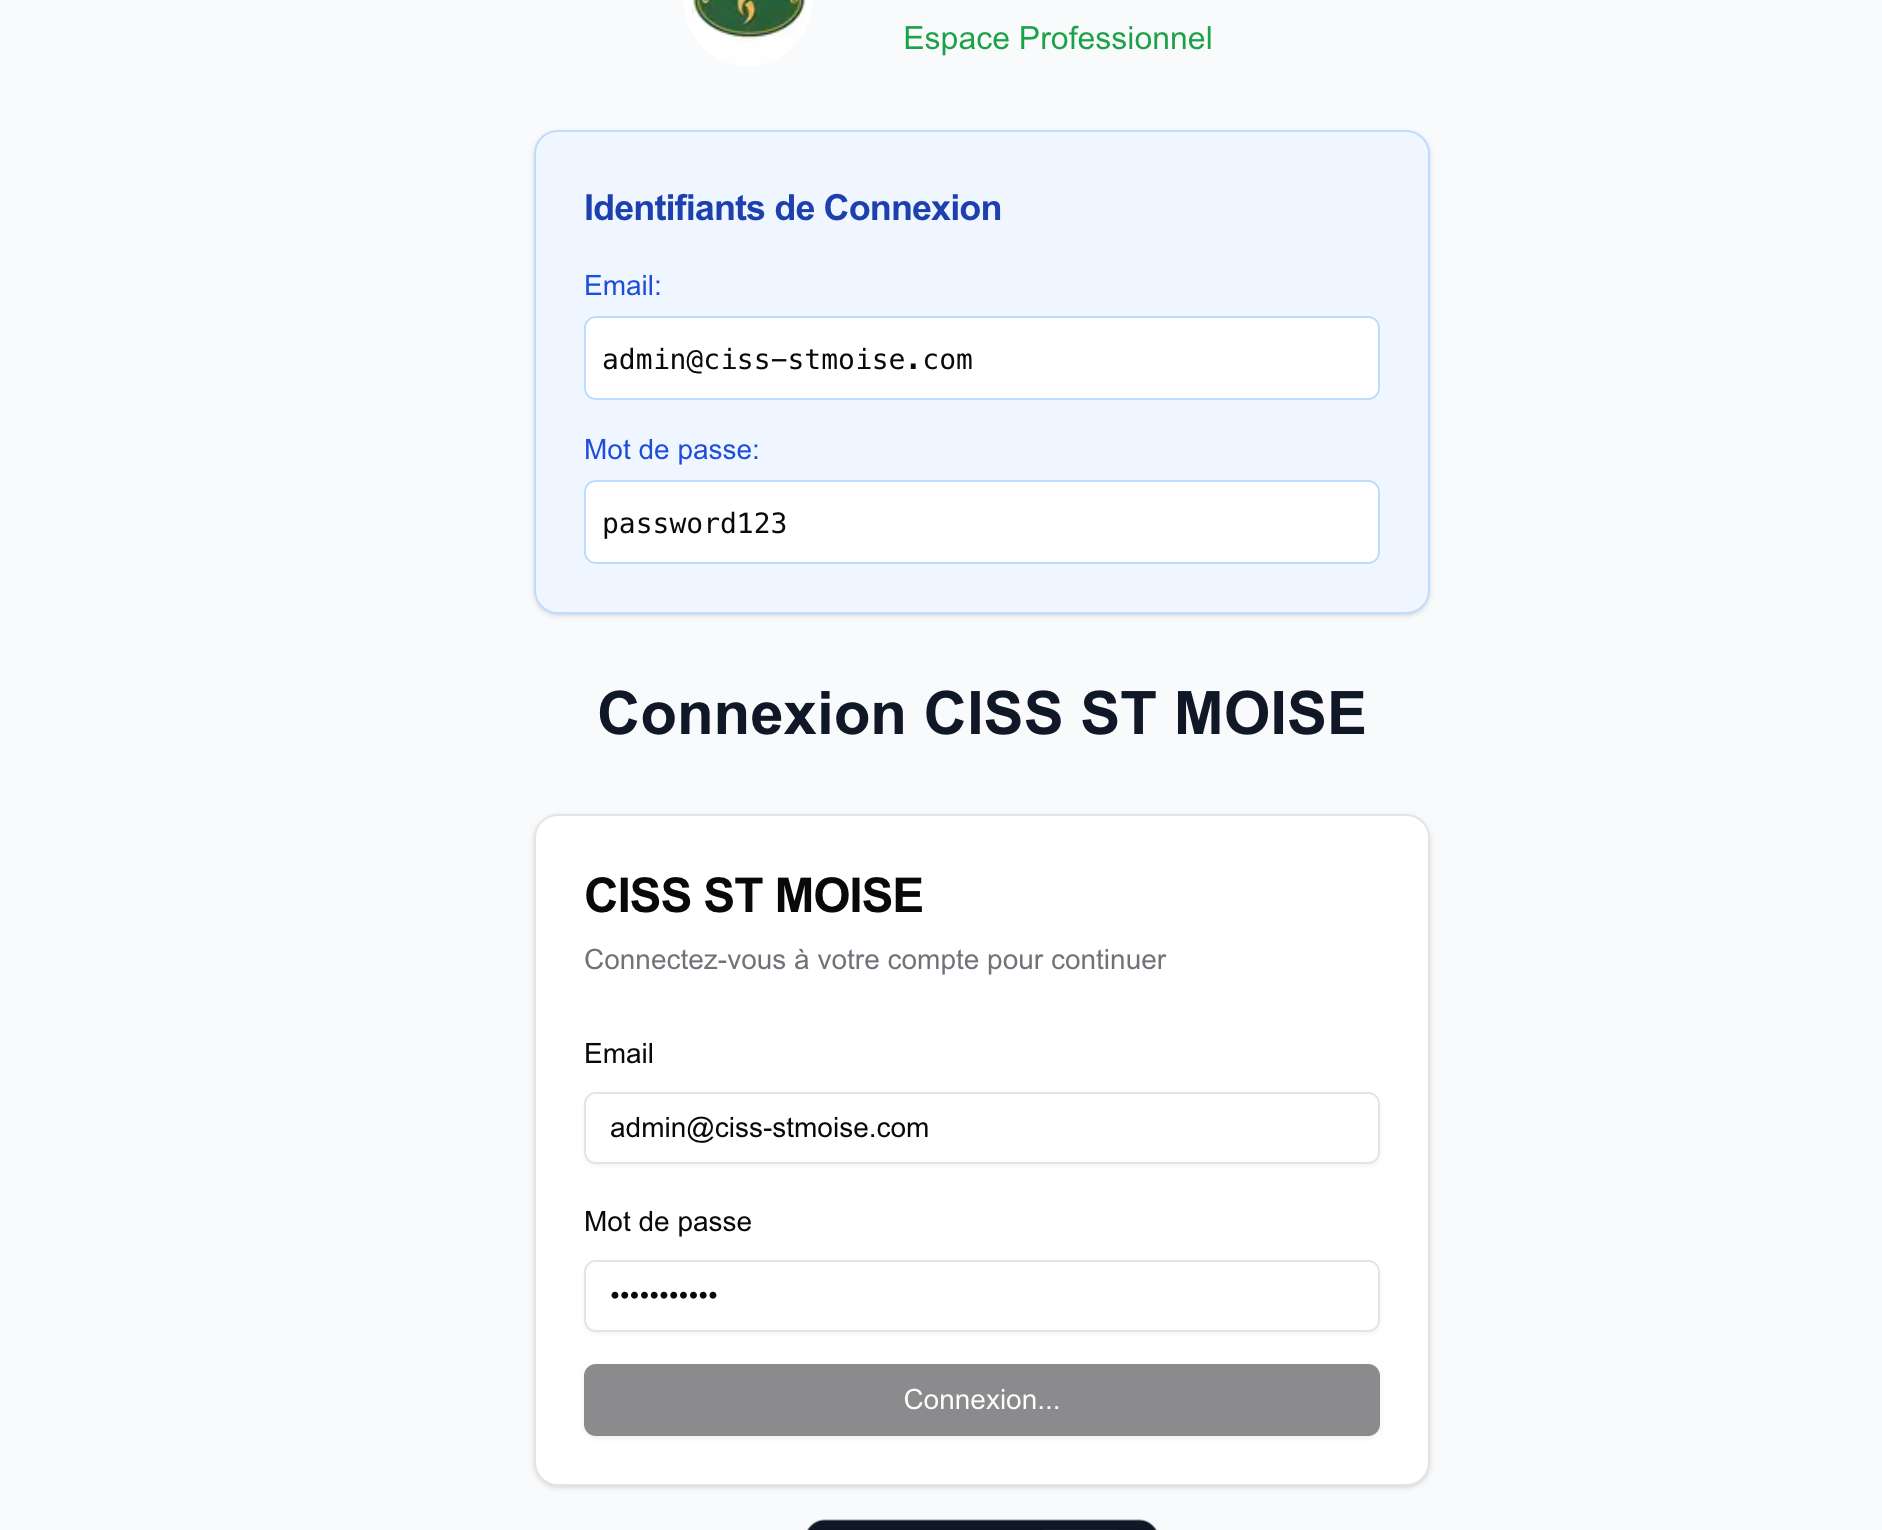 Espace Professionnel
Identifiants de Connexion
Email:
admin@ciss-stmoise.com
Mot de passe:
password123
Connexion CISS ST MOISE
CISS ST MOISE
Connectez-vous à votre compte pour continuer
Email
admin@ciss-stmoise.com
Mot de passe
•••••••••••
Connexion...